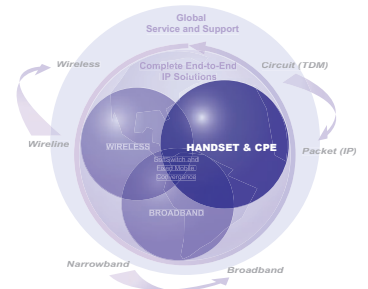 Global
Service and Support
Wireless
Complete End-to-End
IP Solutions
Circuit (TDM)
Wireline
WIRELESS
HANDSET & CPE
Packet (IP)
Softswitch and
Fixed Mobile
Convergence
BROADBAND
Narrowband
Broadband